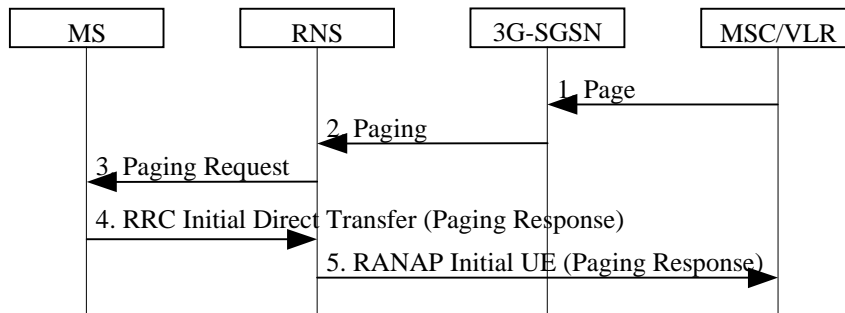 MS RNS 3G-SGSN MSC/VLR
1. Page
2. Paging
3. Paging Request
4. RRC Initial Direct Transfer (Paging Response)
5. RANAP Initial UE (Paging Response)